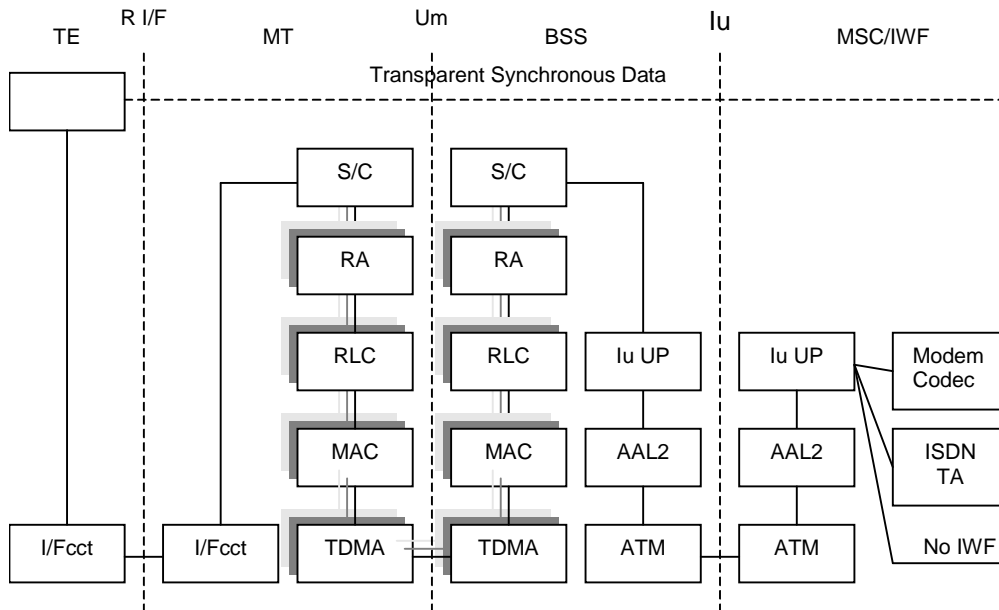 R I/F
Um
Iu
TE
MT
BSS
MSC/IWF
Transparent Synchronous Data
S/C
S/C
RA
RA
RLC
RLC
Iu UP
Iu UP
Modem
Codec
MAC
MAC
AAL2
AAL2
ISDN
TA
I/Fcct
I/Fcct
TDMA
TDMA
ATM
ATM
No IWF